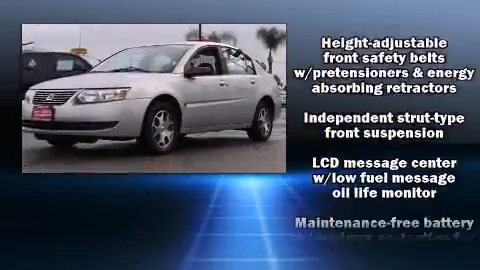 Height-adjustable
front safety belts
w/pretensioners & energy
absorbing retractors
Independent strut-type
front suspension
LCD message center
w/low fuel message
oil life monitor
Maintenance-free battery